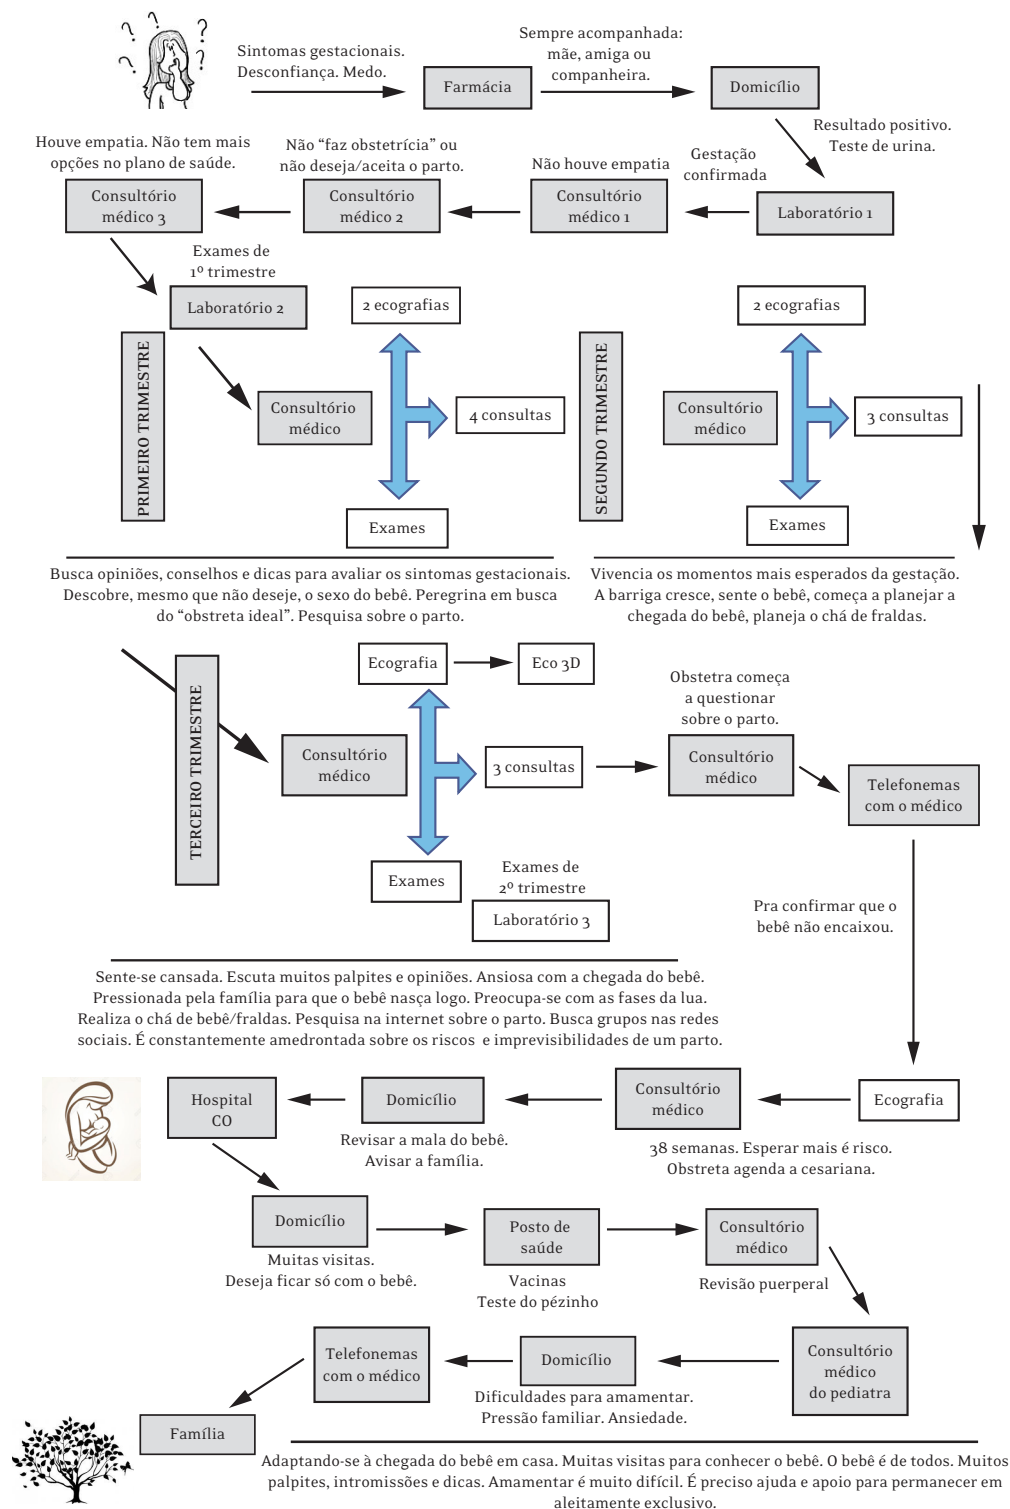 ? ? ? ? ?
Sintomas gestacionais.
Desconfiança. Medo.
Farmácia
Sempre acompanhada:
mãe, amiga ou
companheira.
Domicílio
Resultado positivo.
Teste de urina.
Laboratório 1
Gestação
confirmada
Não houve empatia
Consultório
médico 1
Não “faz obstetrícia” ou
não deseja/aceita o parto.
Consultório
médico 2
Houve empatia. Não tem mais
opções no plano de saúde.
Consultório
médico 3
Exames de
1º trimestre
Laboratório 2
PRIMEIRO TRIMESTRE
Consultório
médico
2 ecografias
4 consultas
Exames
Busca opiniões, conselhos e dicas para avaliar os sintomas gestacionais.
Descobre, mesmo que não deseje, o sexo do bebê. Peregrina em busca
do “obstreta ideal”. Pesquisa sobre o parto.
SEGUNDO TRIMESTRE
Consultório
médico
2 ecografias
3 consultas
Exames
Vivencia os momentos mais esperados da gestação.
A barriga cresce, sente o bebê, começa a planejar a
chegada do bebê, planeja o chá de fraldas.
TERCEIRO TRIMESTRE
Consultório
médico
Ecografia
Eco 3D
3 consultas
Exames
Exames de
2º trimestre
Laboratório 3
Obstetra começa
a questionar
sobre o parto.
Consultório
médico
Telefonemas
com o médico
Pra confirmar que o
bebê não encaixou.
Sente-se cansada. Escuta muitos palpites e opiniões. Ansiosa com a chegada do bebê.
Pressionada pela família para que o bebê nasça logo. Preocupa-se com as fases da lua.
Realiza o chá de bebê/fraldas. Pesquisa na internet sobre o parto. Busca grupos nas redes
sociais. É constantemente amedrontada sobre os riscos e imprevisibilidades de um parto.
Ecografia
Consultório
médico
38 semanas. Esperar mais é risco.
Obstreta agenda a cesariana.
Domicílio
Revisar a mala do bebê.
Avisar a família.
Hospital
CO
Domicílio
Muitas visitas.
Deseja ficar só com o bebê.
Posto de
saúde
Vacinas
Teste do pézinho
Consultório
médico
Revisão puerperal
Consultório
médico
do pediatra
Domicílio
Dificuldades para amamentar.
Pressão familiar. Ansiedade.
Telefonemas
com o médico
Família
Adaptando-se à chegada do bebê em casa. Muitas visitas para conhecer o bebê. O bebê é de todos. Muitos
palpites, intromissões e dicas. Amamentar é muito difícil. É preciso ajuda e apoio para permanecer em
aleitamento exclusivo.